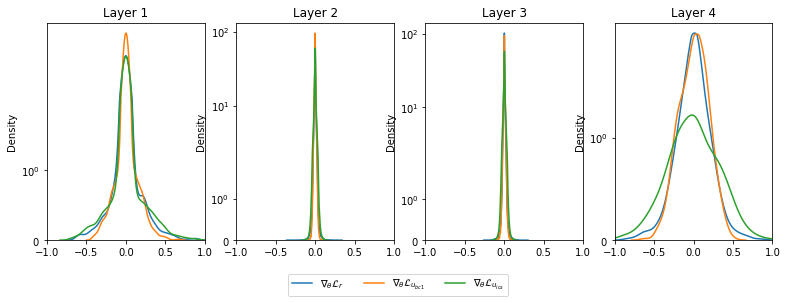 Layer 1 Layer 2 Layer 3 Layer 4
Density Density Density Density
10² 10²
10¹ 10¹
10⁰ 10⁰ 10⁰ 10⁰
0 0 0 0
−1.0 −0.5 0.0 0.5 1.0 −1.0 −0.5 0.0 0.5 1.0 −1.0 −0.5 0.0 0.5 1.0 −1.0 −0.5 0.0 0.5 1.0
∇θℒr ∇θℒu_bc1 ∇θℒu_ics